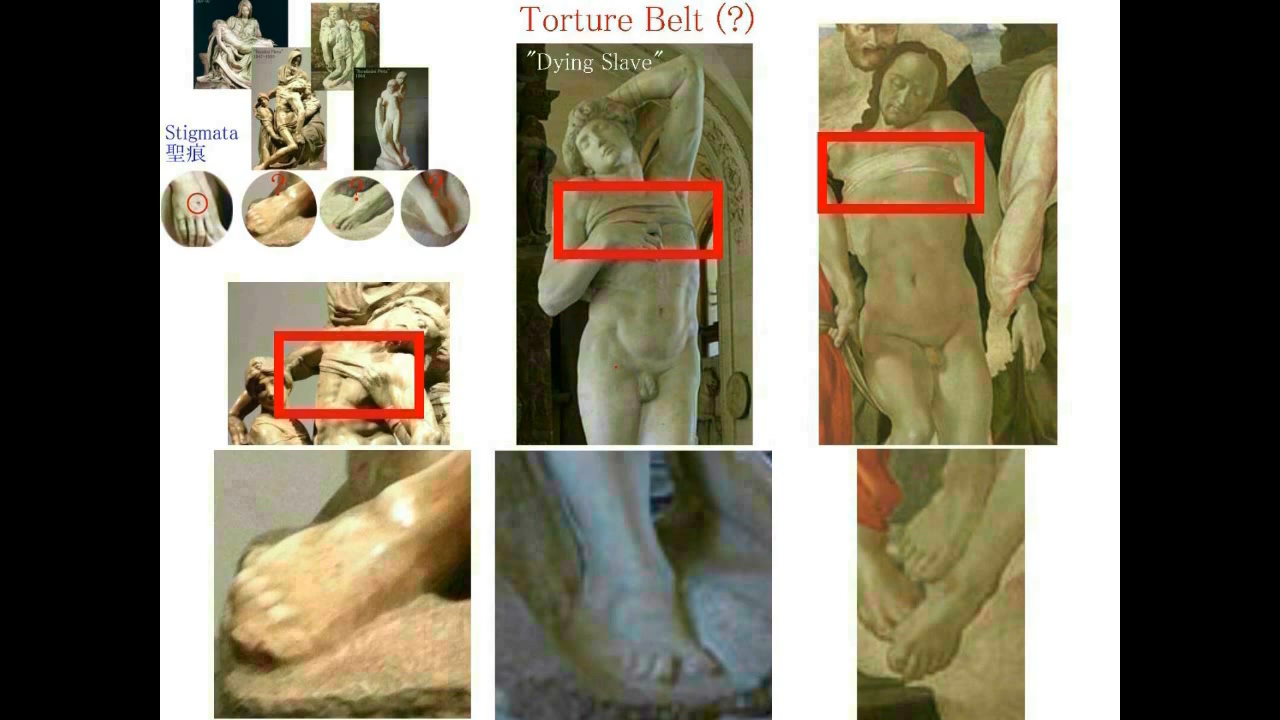 Torture Belt (?)
"Dying Slave"
Stigmata
聖痕
?
?
?